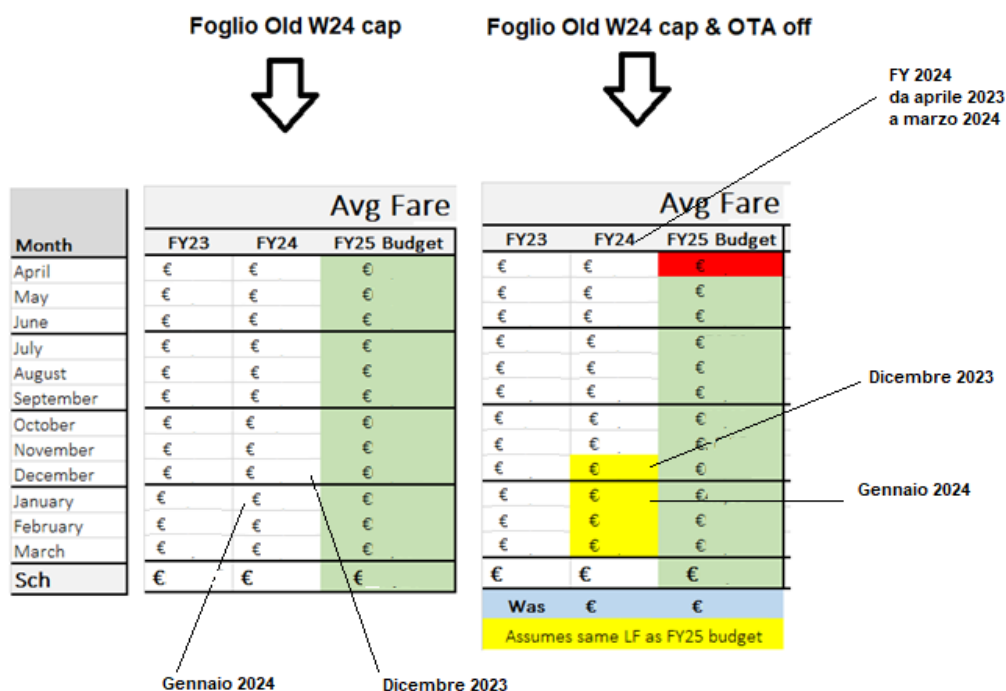 Foglio Old W24 cap
Foglio Old W24 cap & OTA off
FY 2024
da aprile 2023
a marzo 2024
Avg Fare
Avg Fare
Month FY23 FY24 FY25 Budget FY23 FY24 FY25 Budget
April € € € € € €
May € € € € € €
June € € € € € €
July € € € € € €
August € € € € € €
September € € € € € €
October € € € € € €
November € € € € € €
December € € € € € €
January € € € € € €
February € € € € € €
March € € € € € €
Sch € € € € € €
Was € €
Assumes same LF as FY25 budget
Dicembre 2023
Gennaio 2024
Gennaio 2024
Dicembre 2023